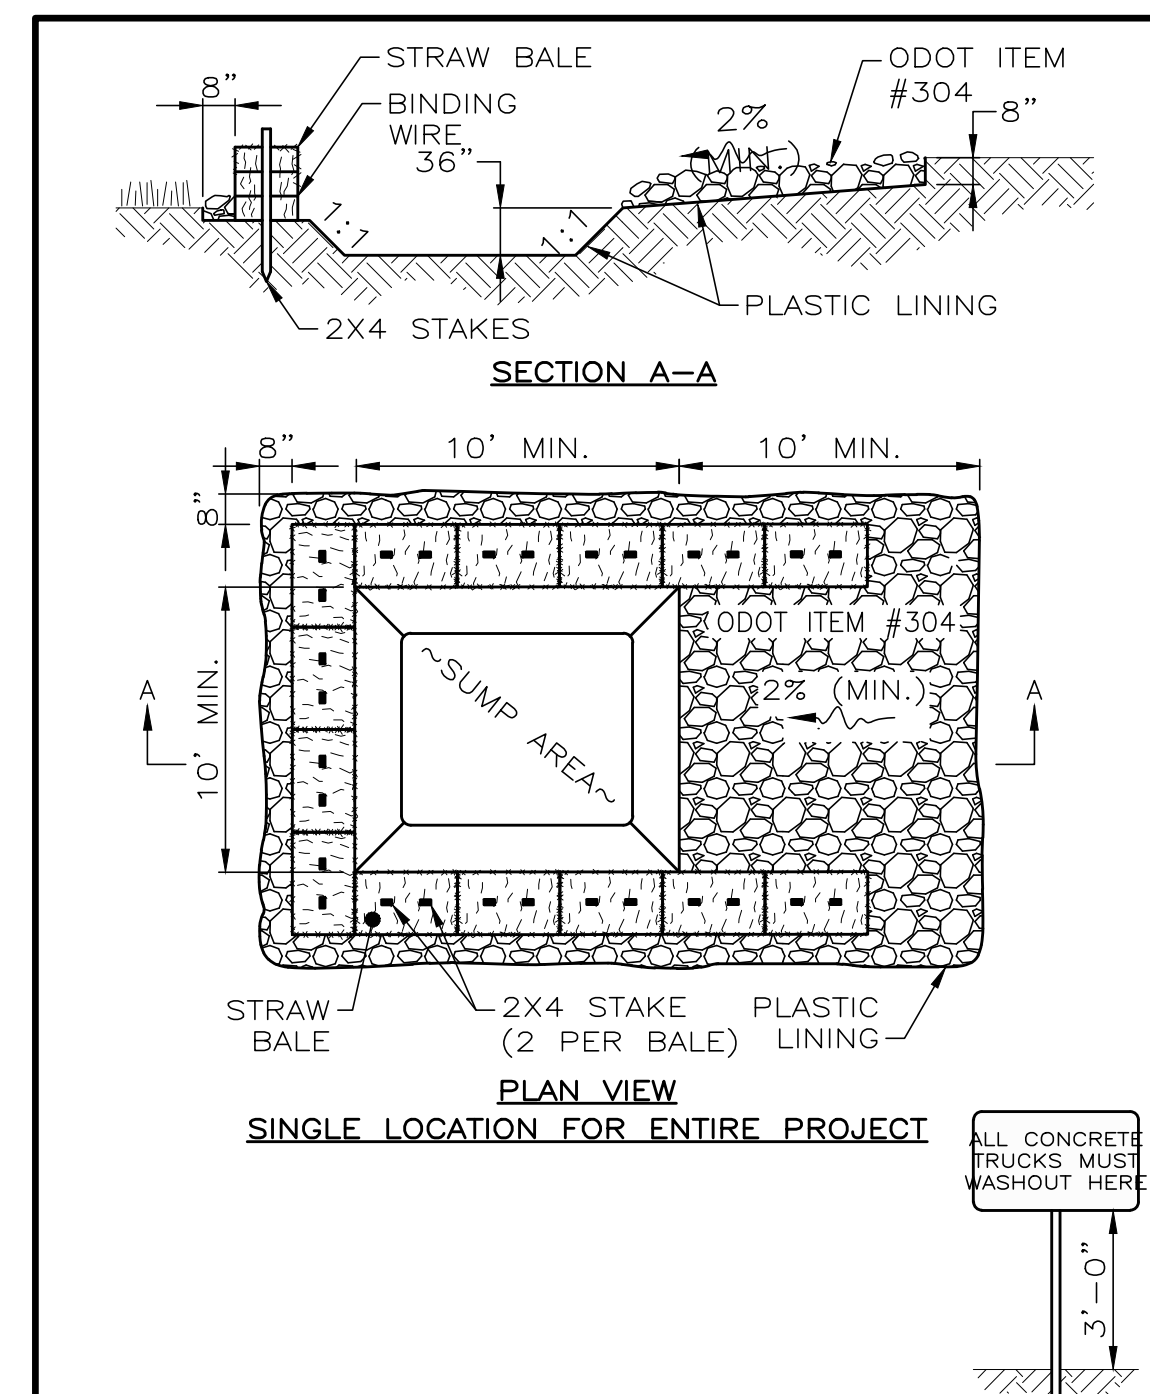 STRAW BALE
ODOT ITEM
#304
8"
BINDING
WIRE
36"
2%
(MIN.)
8"
1:1
1:1
PLASTIC LINING
2X4 STAKES
SECTION A-A
8"
10' MIN.
10' MIN.
8"
ODOT ITEM #304
2% (MIN.)
~SUMP AREA~
10' MIN.
A
A
STRAW
BALE
2X4 STAKE
(2 PER BALE)
PLASTIC
LINING
PLAN VIEW
SINGLE LOCATION FOR ENTIRE PROJECT
ALL CONCRETE
TRUCKS MUST
WASHOUT HERE
3'-0"